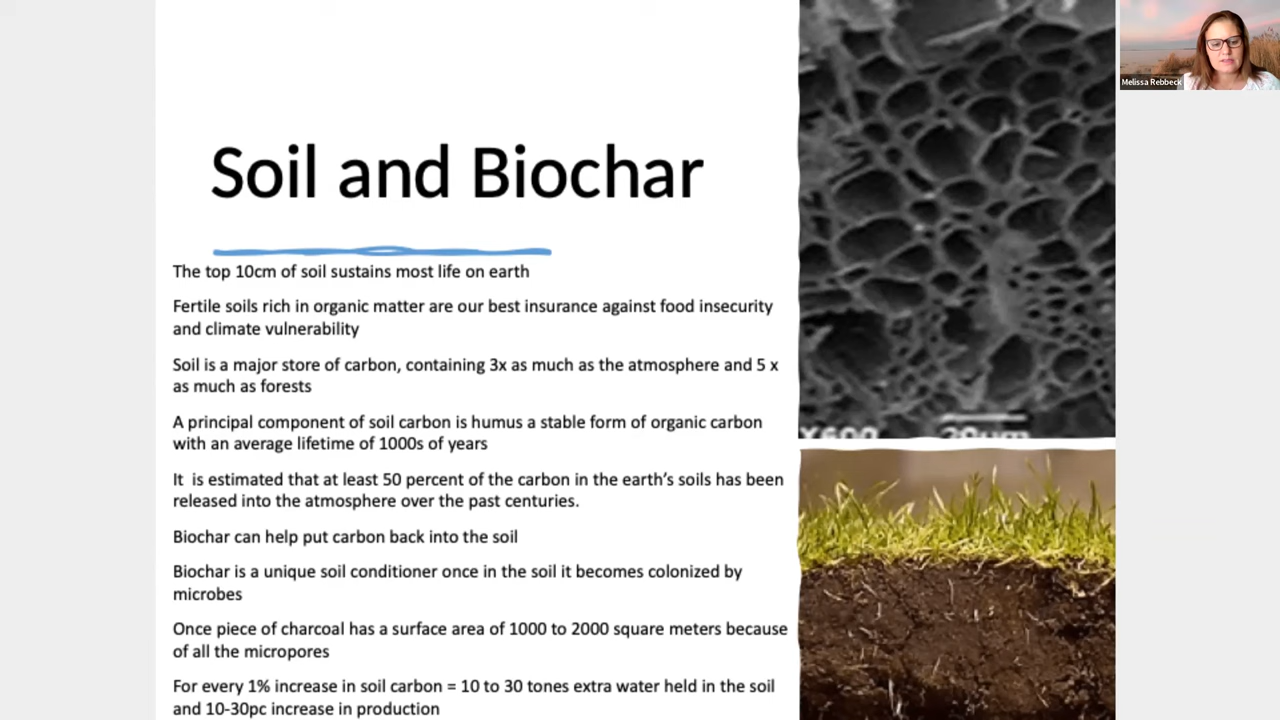 Melissa Rebbeck
Soil and Biochar
The top 10cm of soil sustains most life on earth
Fertile soils rich in organic matter are our best insurance against food insecurity
and climate vulnerability
Soil is a major store of carbon, containing 3x as much as the atmosphere and 5 x
as much as forests
A principal component of soil carbon is humus a stable form of organic carbon
with an average lifetime of 1000s of years
It is estimated that at least 50 percent of the carbon in the earth's soils has been
released into the atmosphere over the past centuries.
Biochar can help put carbon back into the soil
Biochar is a unique soil conditioner once in the soil it becomes colonized by
microbes
Once piece of charcoal has a surface area of 1000 to 2000 square meters because
of all the micropores
For every 1% increase in soil carbon = 10 to 30 tones extra water held in the soil
and 10-30pc increase in production
X600 20μm